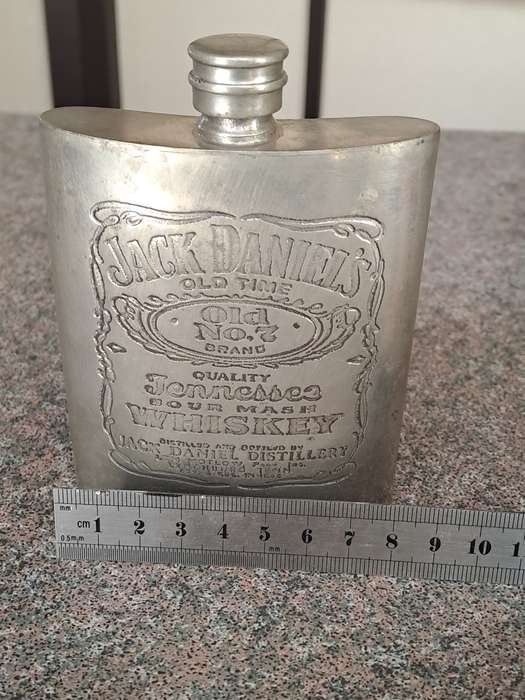 JACK DANIEL'S
OLD TIME
Old
No.7
BRAND
QUALITY
Tennessee
SOUR MASH
WHISKEY
DISTILLED AND BOTTLED BY
JACK DANIEL DISTILLERY
mm
cm 1 2 3 4 5 6 7 8 9 10 1
0.5mm
mm